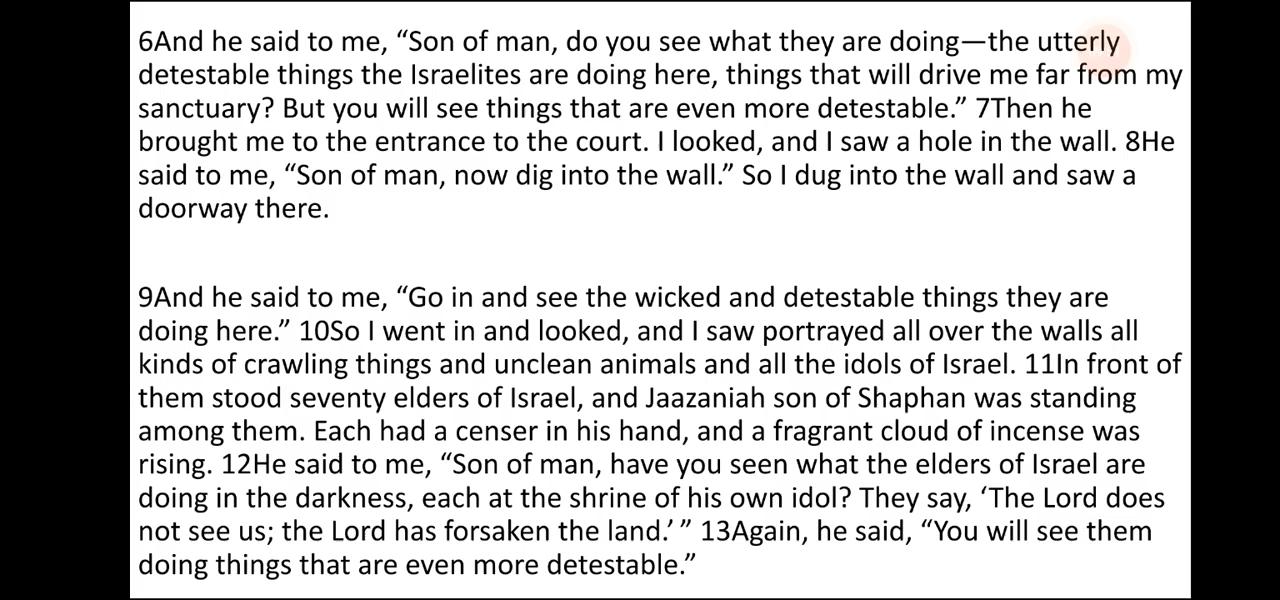 6And he said to me, “Son of man, do you see what they are doing—the utterly
detestable things the Israelites are doing here, things that will drive me far from my
sanctuary? But you will see things that are even more detestable.” 7Then he
brought me to the entrance to the court. I looked, and I saw a hole in the wall. 8He
said to me, “Son of man, now dig into the wall.” So I dug into the wall and saw a
doorway there.
9And he said to me, “Go in and see the wicked and detestable things they are
doing here.” 10So I went in and looked, and I saw portrayed all over the walls all
kinds of crawling things and unclean animals and all the idols of Israel. 11In front of
them stood seventy elders of Israel, and Jaazaniah son of Shaphan was standing
among them. Each had a censer in his hand, and a fragrant cloud of incense was
rising. 12He said to me, “Son of man, have you seen what the elders of Israel are
doing in the darkness, each at the shrine of his own idol? They say, ‘The Lord does
not see us; the Lord has forsaken the land.’ ” 13Again, he said, “You will see them
doing things that are even more detestable.”